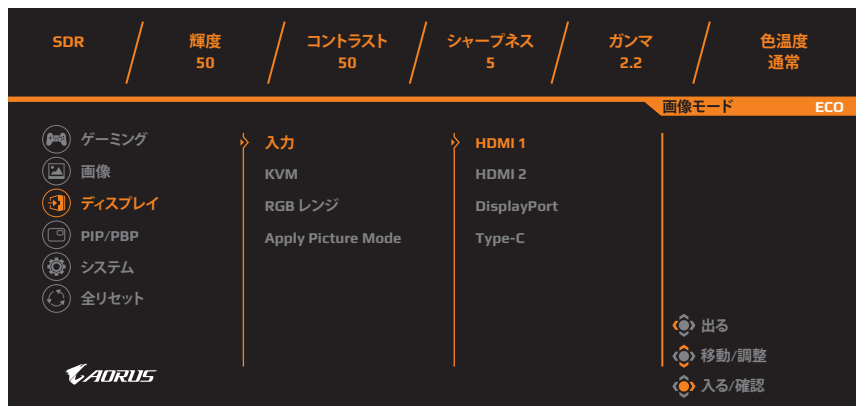 SDR 輝度 コントラスト シャープネス ガンマ 色温度
50 50 5 2.2 通常
画像モード ECO
ゲーミング
画像
ディスプレイ
PIP/PBP
システム
全リセット
入力
KVM
RGB レンジ
Apply Picture Mode
HDMI 1
HDMI 2
DisplayPort
Type-C
出る
移動/調整
入る/確認
AORUS